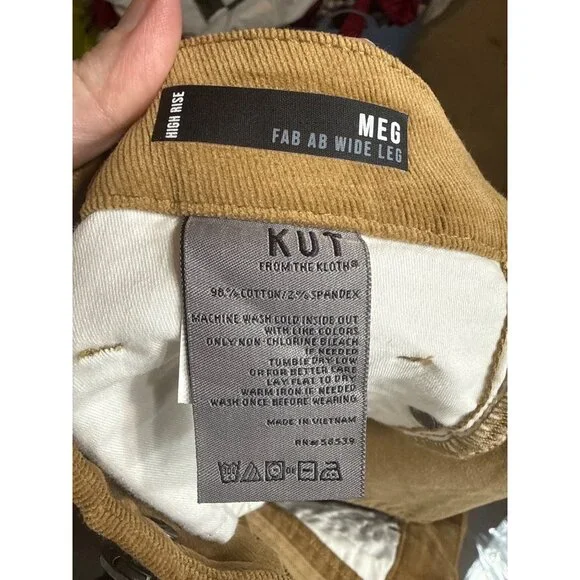 HIGH RISE
MEG
FAB AB WIDE LEG
KUT
FROM THE KLOTH®
98% COTTON/2% SPANDEX
MACHINE WASH COLD INSIDE OUT
WITH LIKE COLORS
ONLY NON-CHLORINE BLEACH
IF NEEDED
TUMBLE DRY LOW
OR FOR BETTER CARE
LAY FLAT TO DRY
WARM IRON IF NEEDED
WASH ONCE BEFORE WEARING
MADE IN VIETNAM
RN# 58539
OR